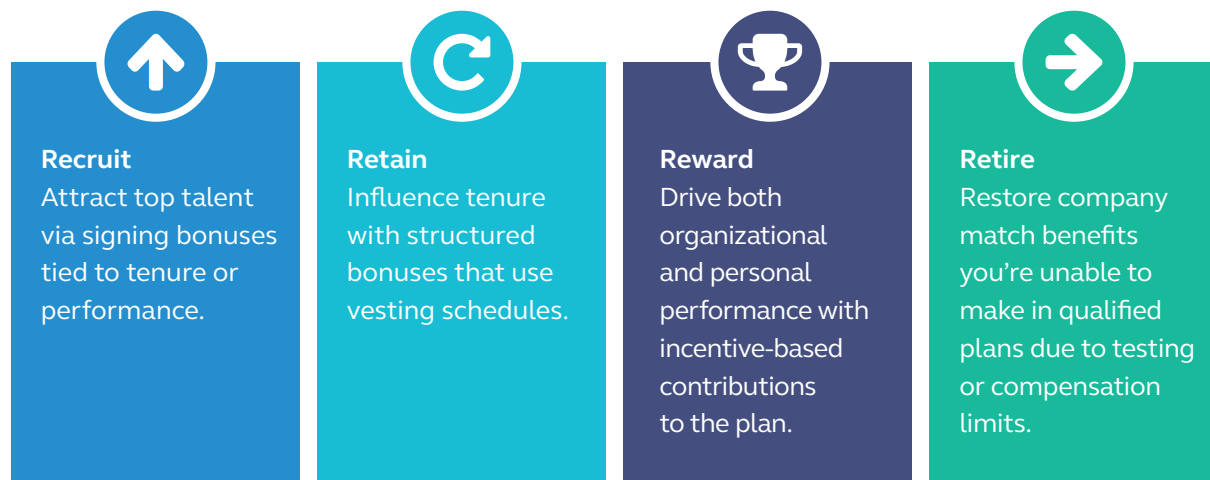 Recruit
Attract top talent
via signing bonuses
tied to tenure or
performance.
Retain
Influence tenure
with structured
bonuses that use
vesting schedules.
Reward
Drive both
organizational
and personal
performance with
incentive-based
contributions
to the plan.
Retire
Restore company
match benefits
you’re unable to
make in qualified
plans due to testing
or compensation
limits.